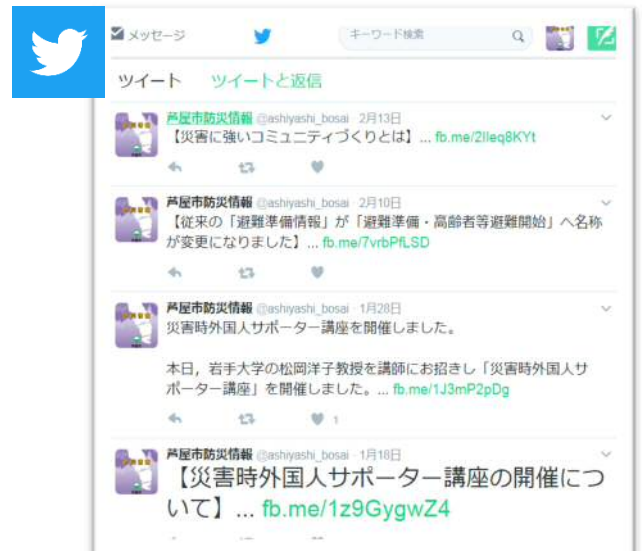 メッセージ
キーワード検索
ツイート ツイートと返信
芦屋市防災情報 @ashiyashi_bosai · 2月13日
【災害に強いコミュニティづくりとは】... fb.me/2lleq8KYt
芦屋市防災情報 @ashiyashi_bosai · 2月10日
【従来の「避難準備情報」が「避難準備・高齢者等避難開始」へ名称
が変更になりました】... fb.me/7vrbPfLSD
芦屋市防災情報 @ashiyashi_bosai · 1月28日
災害時外国人サポーター講座を開催しました。
本日，岩手大学の松岡洋子教授を講師にお招きし「災害時外国人サ
ポーター講座」を開催しました。... fb.me/1J3mP2pDg
1
芦屋市防災情報 @ashiyashi_bosai · 1月18日
【災害時外国人サポーター講座の開催につ
いて】... fb.me/1z9GygwZ4